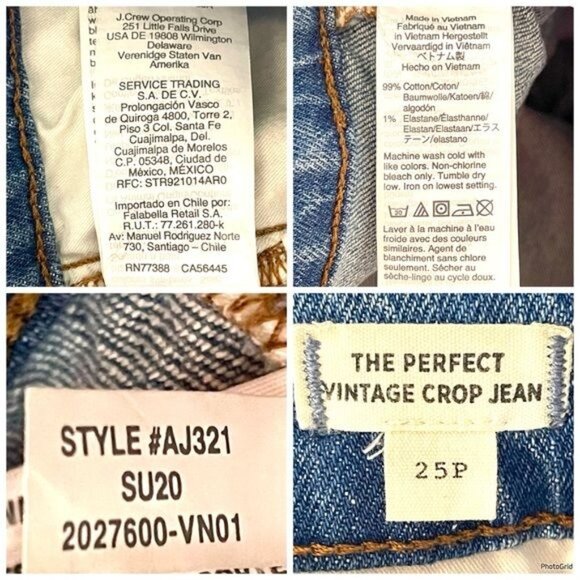 J.Crew Operating Corp
251 Little Falls Drive
USA DE 19808 Wilmington
Delaware
Verenidge Staten Van
Amerika
SERVICE TRADING
S.A. DE C.V.
Prolongación Vasco
de Quiroga 4800, Torre 2,
Piso 3 Col. Santa Fe
Cuajimalpa, Del.
Cuajimalpa de Morelos
C.P. 05348, Ciudad de
México, MÉXICO
RFC: STR921014AR0
Importado en Chile por:
Falabella Retail S.A.
R.U.T.: 77.261.280-k
Av: Manuel Rodriguez Norte
730, Santiago – Chile
RN77388 CA56445
Made in Vietnam
Fabriqué au Vietnam
in Vietnam Hergestellt
Vervaardigd in Viëtnam
ベトナム製
Hecho en Vietnam
99% Cotton/Coton/
Baumwolle/Katoen/綿/
algodón
1% Elastane/Élasthanne/
Elastan/Elastaan/エラス
テーン/elastano
Machine wash cold with
like colors. Non-chlorine
bleach only. Tumble dry
low. Iron on lowest setting.
Laver à la machine à l'eau
froide avec des couleurs
similaires. Agent de
blanchiment sans chlore
seulement. Sécher au
sèche-linge au cycle doux.
STYLE #AJ321
SU20
2027600-VN01
THE PERFECT
VINTAGE CROP JEAN
25P
PhotoGrid